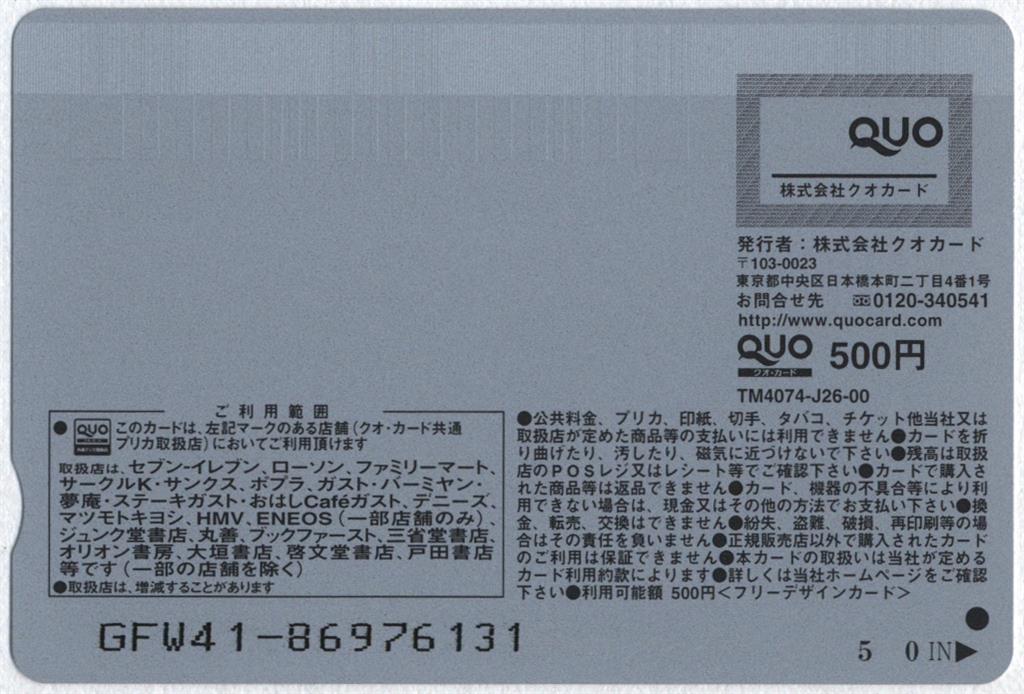 QUO
株式会社クオカード
発行者：株式会社クオカード
〒103-0023
東京都中央区日本橋本町二丁目4番1号
お問合せ先 0120-340541
http://www.quocard.com
QUO 500円
クオ・カード
TM4074-J26-00
ご利用範囲
●QUO このカードは、左記マークのある店舗（クオ・カード共通
プリカ取扱店）においてご利用頂けます
取扱店は、セブン-イレブン、ローソン、ファミリーマート、
サークルK・サンクス、ポプラ、ガスト・バーミヤン・
夢庵・ステーキガスト・おはしCaféガスト、デニーズ、
マツモトキヨシ、HMV、ENEOS（一部店舗のみ）、
ジュンク堂書店、丸善、ブックファースト、三省堂書店、
オリオン書房、大垣書店、啓文堂書店、戸田書店
等です（一部の店舗を除く）
●取扱店は、増減することがあります
●公共料金、プリカ、印紙、切手、タバコ、チケット他当社又は
取扱店が定めた商品等の支払いには利用できません●カードを折
り曲げたり、汚したり、磁気に近づけないで下さい●残高は取扱
店のPOSレジ又はレシート等でご確認下さい●カードで購入さ
れた商品等は返品できません●カード、機器の不具合等により利
用できない場合は、現金又はその他の方法でお支払い下さい●換
金、転売、交換はできません●紛失、盗難、破損、再印刷等の場
合はその責任を負いません●正規販売店以外で購入されたカード
のご利用は保証できません●本カードの取扱いは当社が定める
カード利用約款によります●詳しくは当社ホームページをご確認
下さい●利用可能額 500円＜フリーデザインカード＞
GFW41-86976131
5 0 IN▶